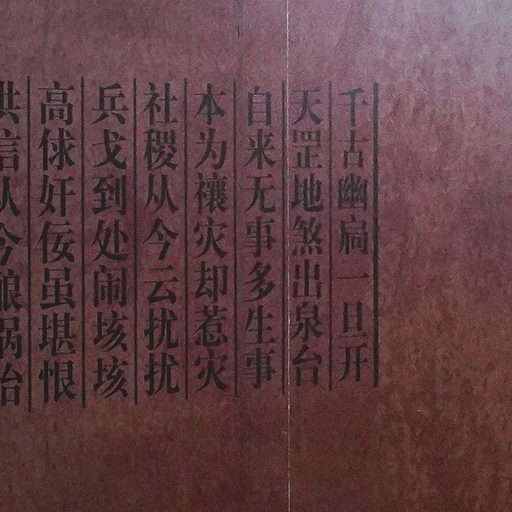 千古幽扃一旦开
天罡地煞出泉台
自来无事多生事
本为禳灾却惹灾
社稷从今云扰扰
兵戈到处闹垓垓
高俅奸佞虽堪恨
洪信从今酿祸胎